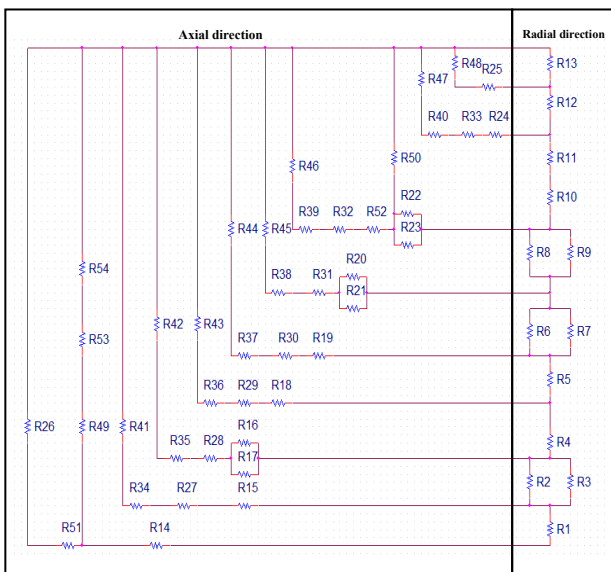 Axial direction Radial direction
R48 R13
R47 R25
R12
R40 R33 R24
R46 R50 R11
R22 R10
R44 R45 R39 R32 R52 R23
R8 R9
R54 R20
R38 R31 R21
R42 R43 R53 R6 R7
R37 R30 R19
R5
R36 R29 R18
R26 R49 R41 R16 R4
R35 R28 R17
R2 R3
R34 R27 R15
R51 R14 R1